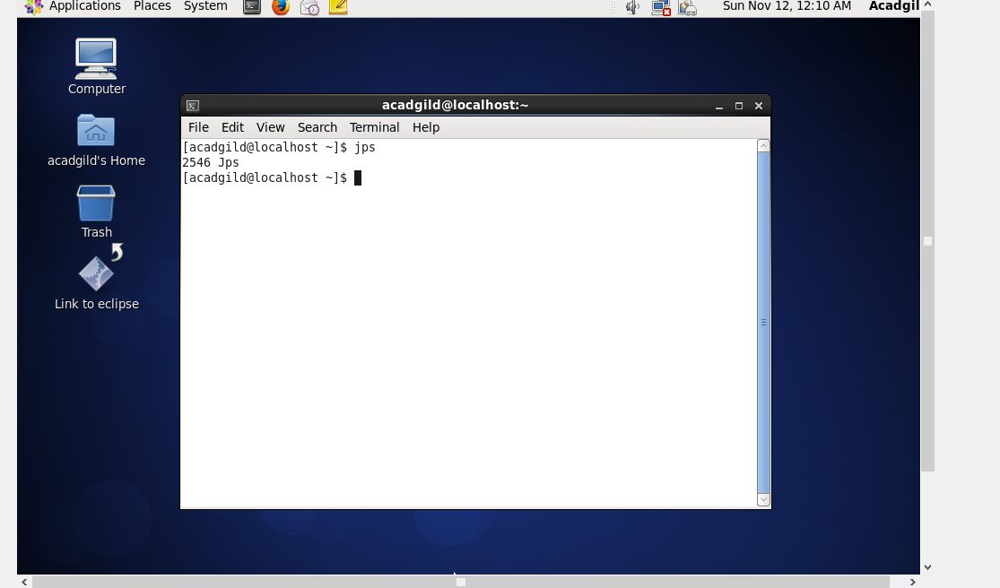 Applications Places System Sun Nov 12, 12:10 AM Acadgil
Computer
acadgild's Home
Trash
Link to eclipse
acadgild@localhost:~
File Edit View Search Terminal Help
[acadgild@localhost ~]$ jps
2546 Jps
[acadgild@localhost ~]$